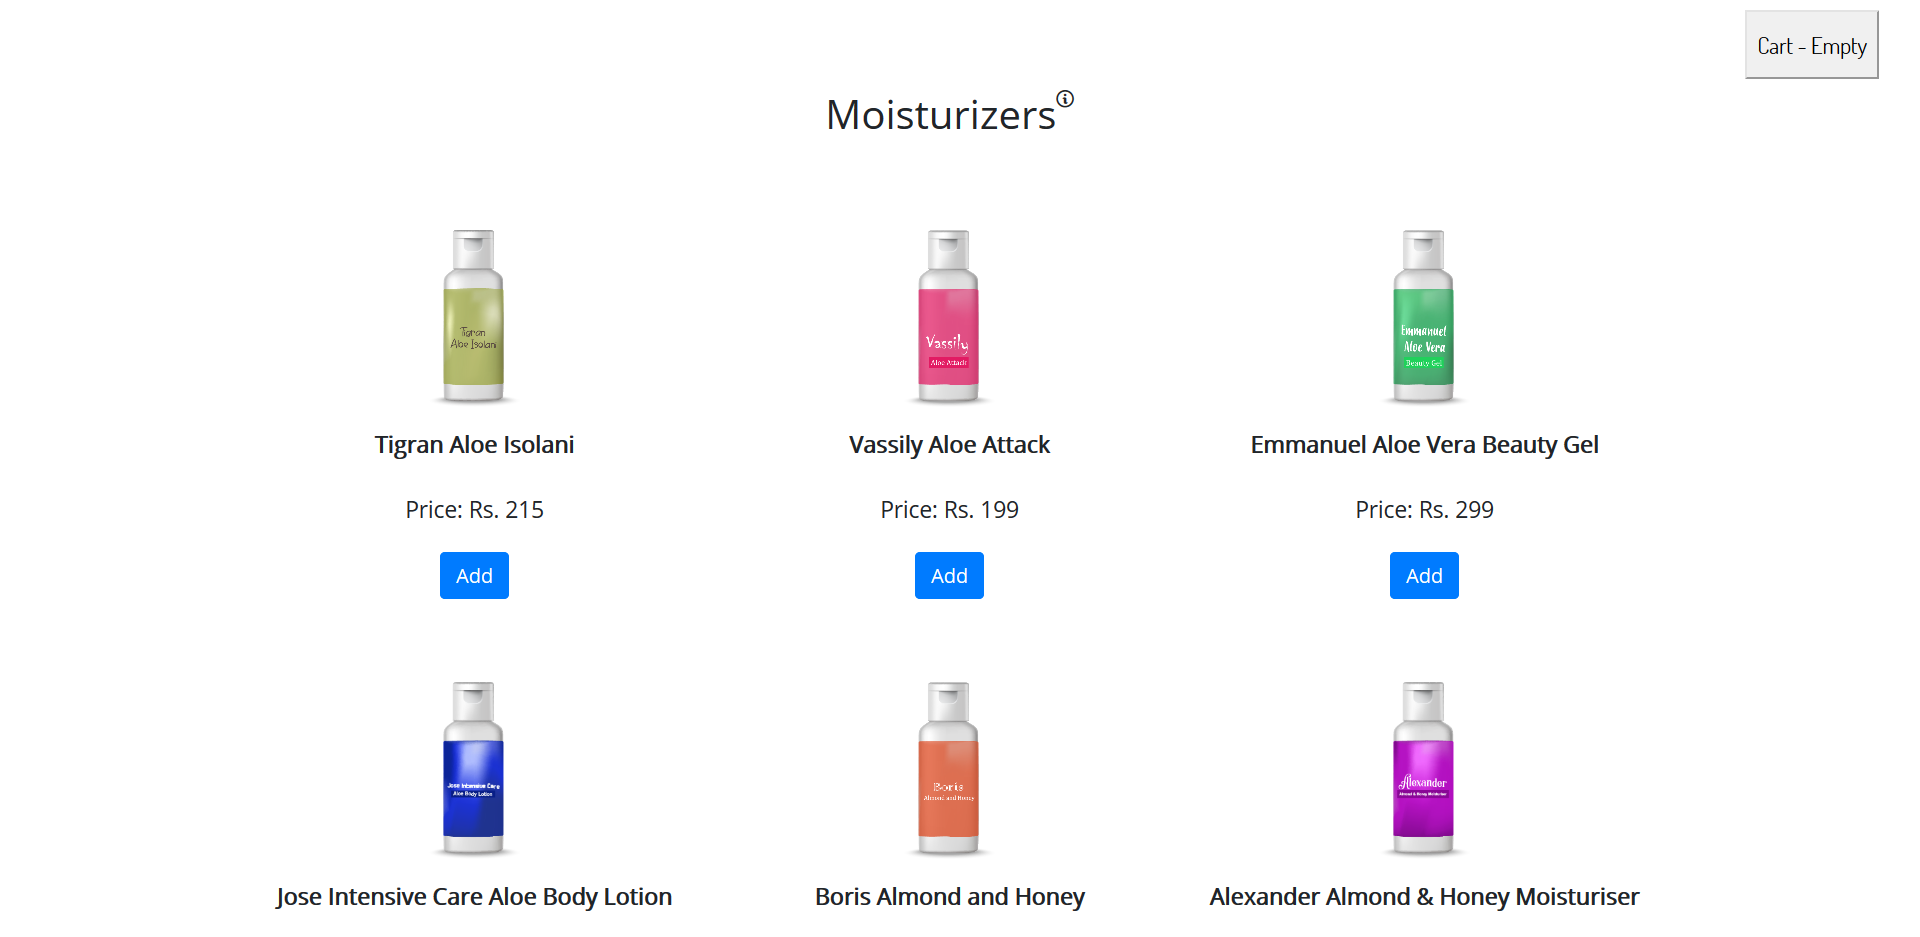 Cart - Empty
Moisturizers
Tigran
Aloe Isolani
Vassily
Aloe Attack
Emmanuel
Aloe Vera
Beauty Gel
Tigran Aloe Isolani
Vassily Aloe Attack
Emmanuel Aloe Vera Beauty Gel
Price: Rs. 215
Price: Rs. 199
Price: Rs. 299
Add
Add
Add
Jose Intensive Care
Aloe Body Lotion
Boris
Almond and Honey
Alexander
Almond & Honey Moisturiser
Jose Intensive Care Aloe Body Lotion
Boris Almond and Honey
Alexander Almond & Honey Moisturiser